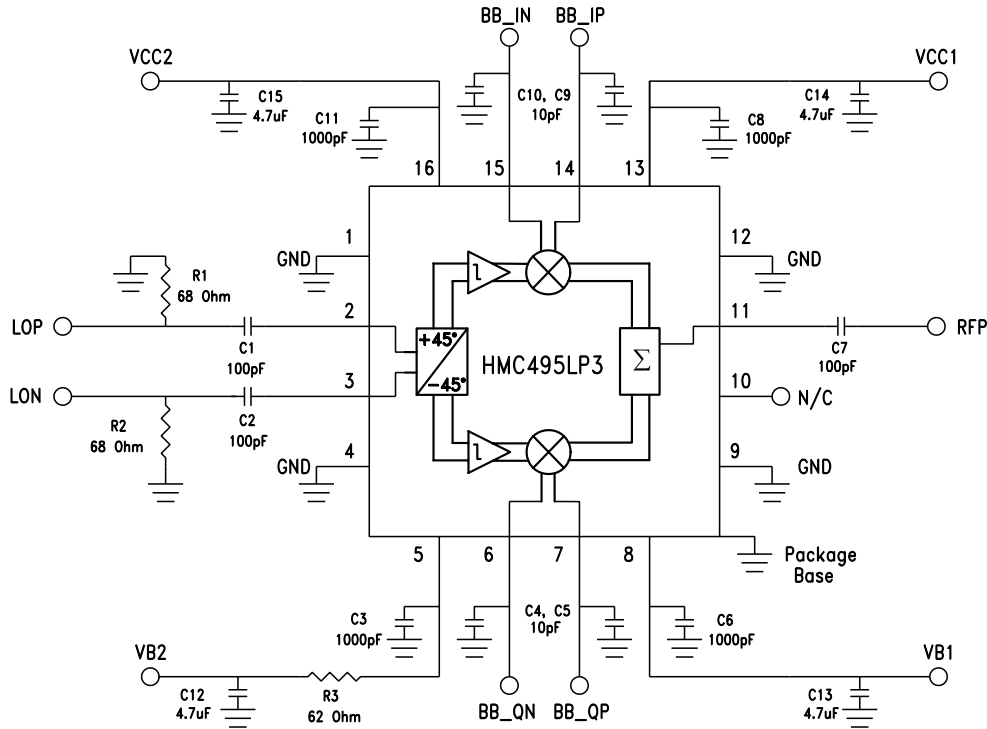 BB_IN BB_IP
VCC2
VCC1
C15
4.7uF
C11
1000pF
C10, C9
10pF
C8
1000pF
C14
4.7uF
16 15 14 13
1
GND
12
GND
R1
68 Ohm
LOP
2
C1
100pF
+45°
-45°
HMC495LP3
Σ
11
C7
100pF
RFP
LON
3
C2
100pF
10
N/C
R2
68 Ohm
4
GND
9
GND
5 6 7 8
Package
Base
C3
1000pF
C4, C5
10pF
C6
1000pF
VB2
VB1
C12
4.7uF
R3
62 Ohm
C13
4.7uF
BB_QN BB_QP